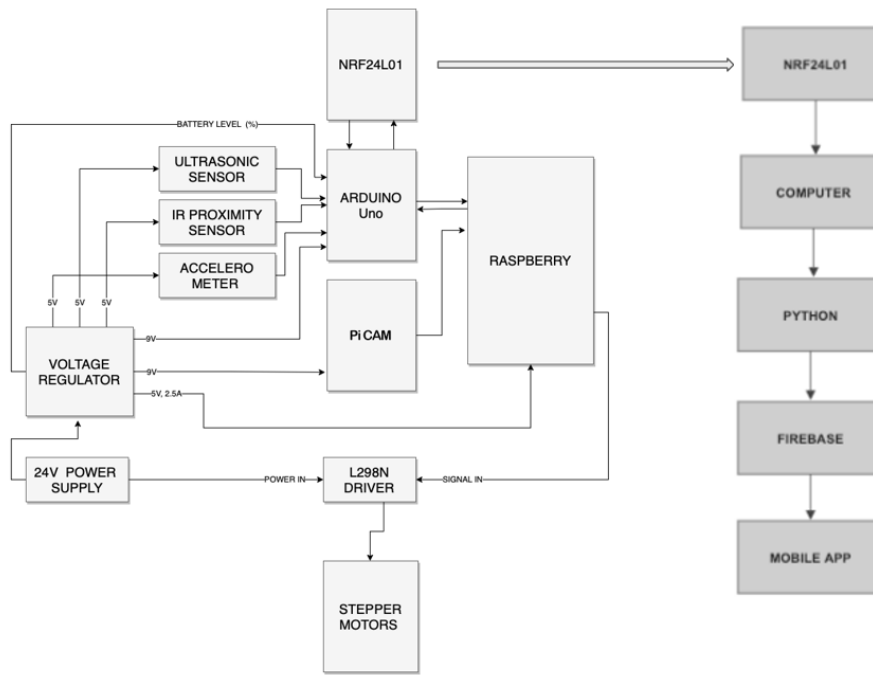 NRF24L01
NRF24L01
BATTERY LEVEL (%)
ULTRASONIC
SENSOR
ARDUINO
Uno
COMPUTER
IR PROXIMITY
SENSOR
RASPBERRY
ACCELERO
METER
5V
5V
5V
PYTHON
9V
Pi CAM
VOLTAGE
REGULATOR
9V
5V, 2.5A
FIREBASE
24V POWER
SUPPLY
POWER IN
L298N
DRIVER
SIGNAL IN
MOBILE APP
STEPPER
MOTORS